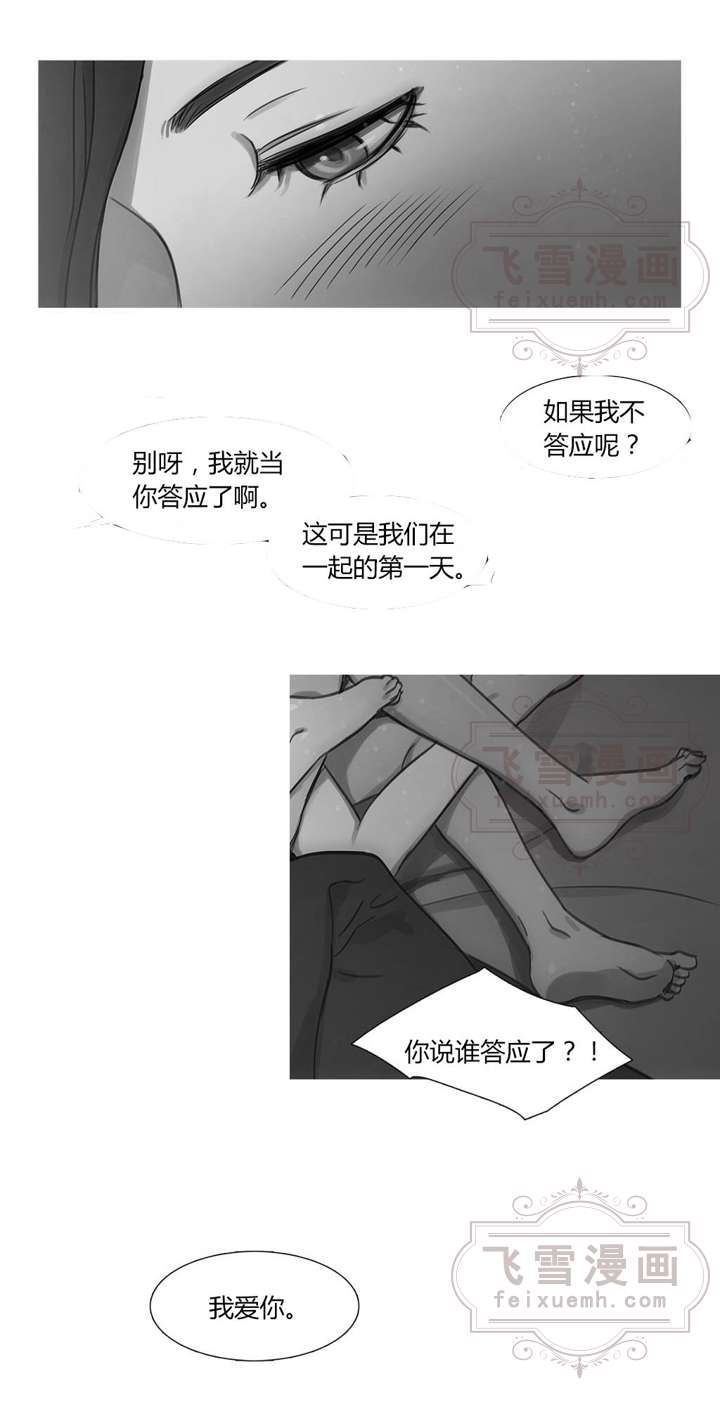 飞雪漫画
feixuemh.com
如果我不
答应呢？
别呀，我就当
你答应了啊。
这可是我们在
一起的第一天。
飞雪漫画
feixuemh.com
你说谁答应了？！
飞雪漫画
feixuemh.com
我爱你。